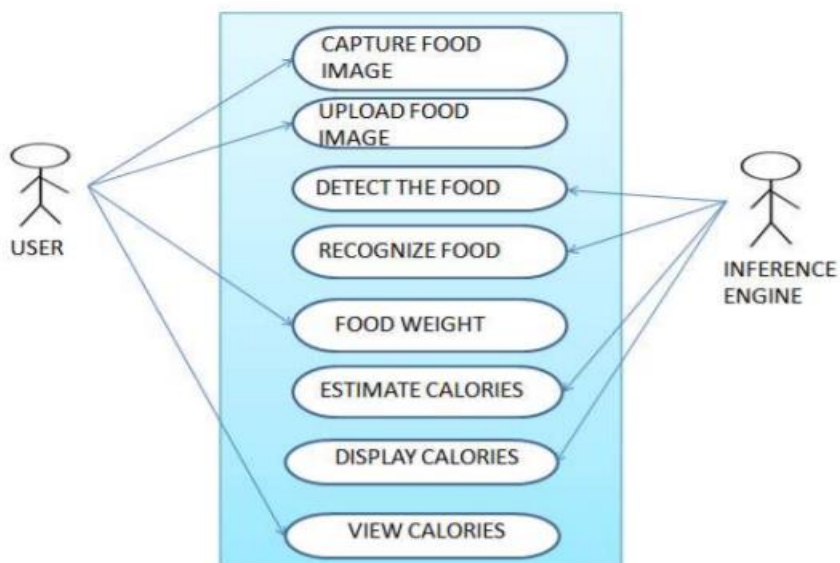 CAPTURE FOOD
IMAGE
UPLOAD FOOD
IMAGE
DETECT THE FOOD
RECOGNIZE FOOD
FOOD WEIGHT
ESTIMATE CALORIES
DISPLAY CALORIES
VIEW CALORIES
USER
INFERENCE
ENGINE